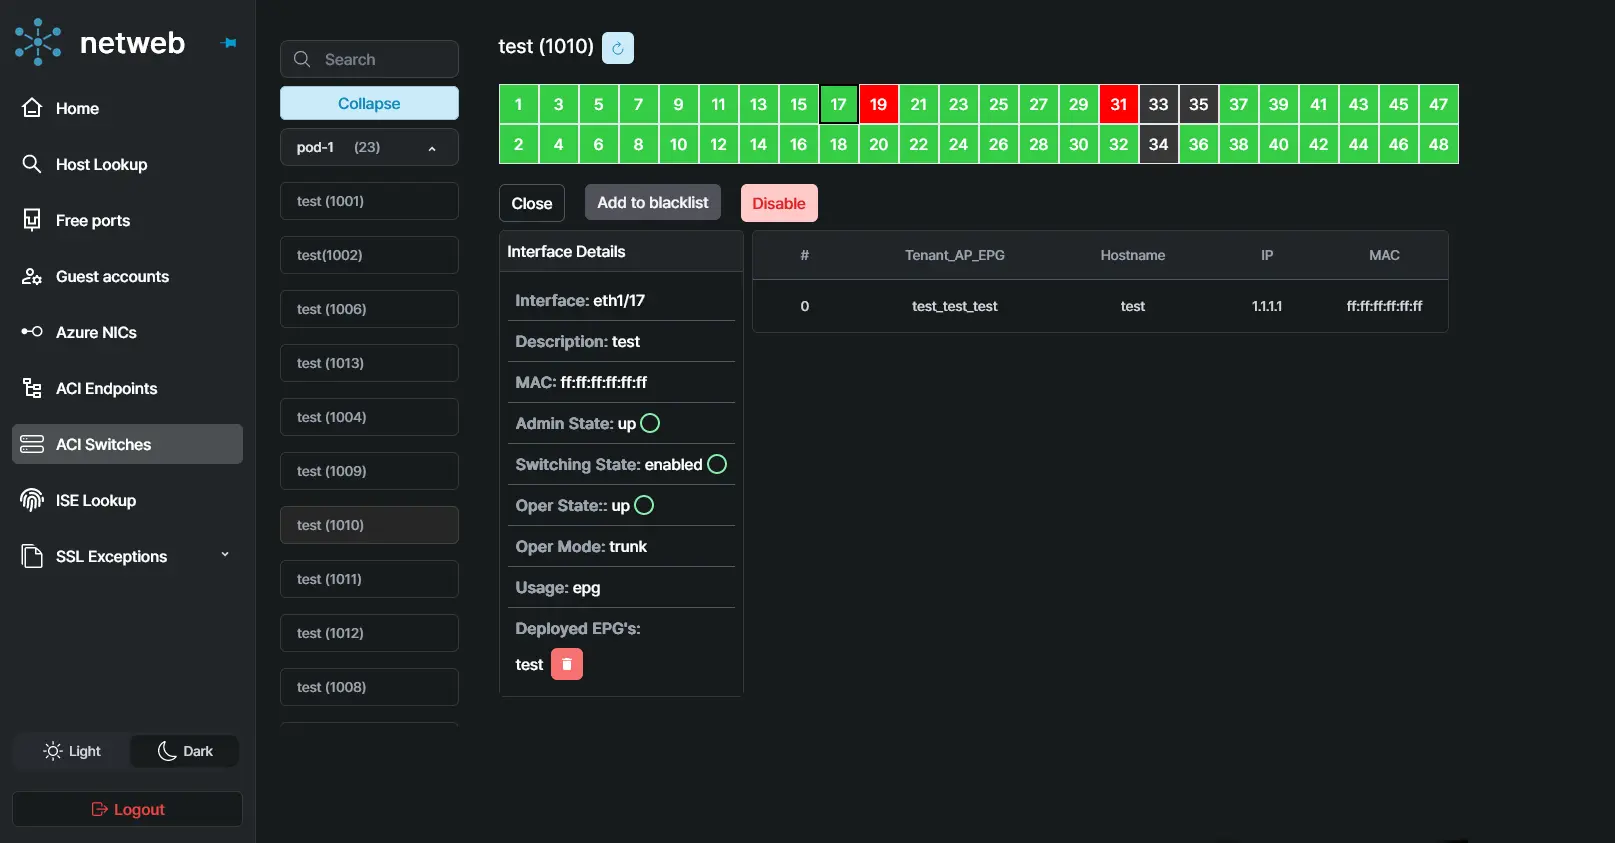 netweb
Home
Host Lookup
Free ports
Guest accounts
Azure NICs
ACI Endpoints
ACI Switches
ISE Lookup
SSL Exceptions
Light Dark
Logout
Search
Collapse
pod-1 (23)
test (1001)
test(1002)
test (1006)
test (1013)
test (1004)
test (1009)
test (1010)
test (1011)
test (1012)
test (1008)
test (1010)
1 3 5 7 9 11 13 15 17 19 21 23 25 27 29 31 33 35 37 39 41 43 45 47
2 4 6 8 10 12 14 16 18 20 22 24 26 28 30 32 34 36 38 40 42 44 46 48
Close Add to blacklist Disable
Interface Details
Interface: eth1/17
Description: test
MAC: ff:ff:ff:ff:ff:ff
Admin State: up
Switching State: enabled
Oper State:: up
Oper Mode: trunk
Usage: epg
Deployed EPG's:
test
# Tenant_AP_EPG Hostname IP MAC
0 test_test_test test 1.1.1.1 ff:ff:ff:ff:ff:ff